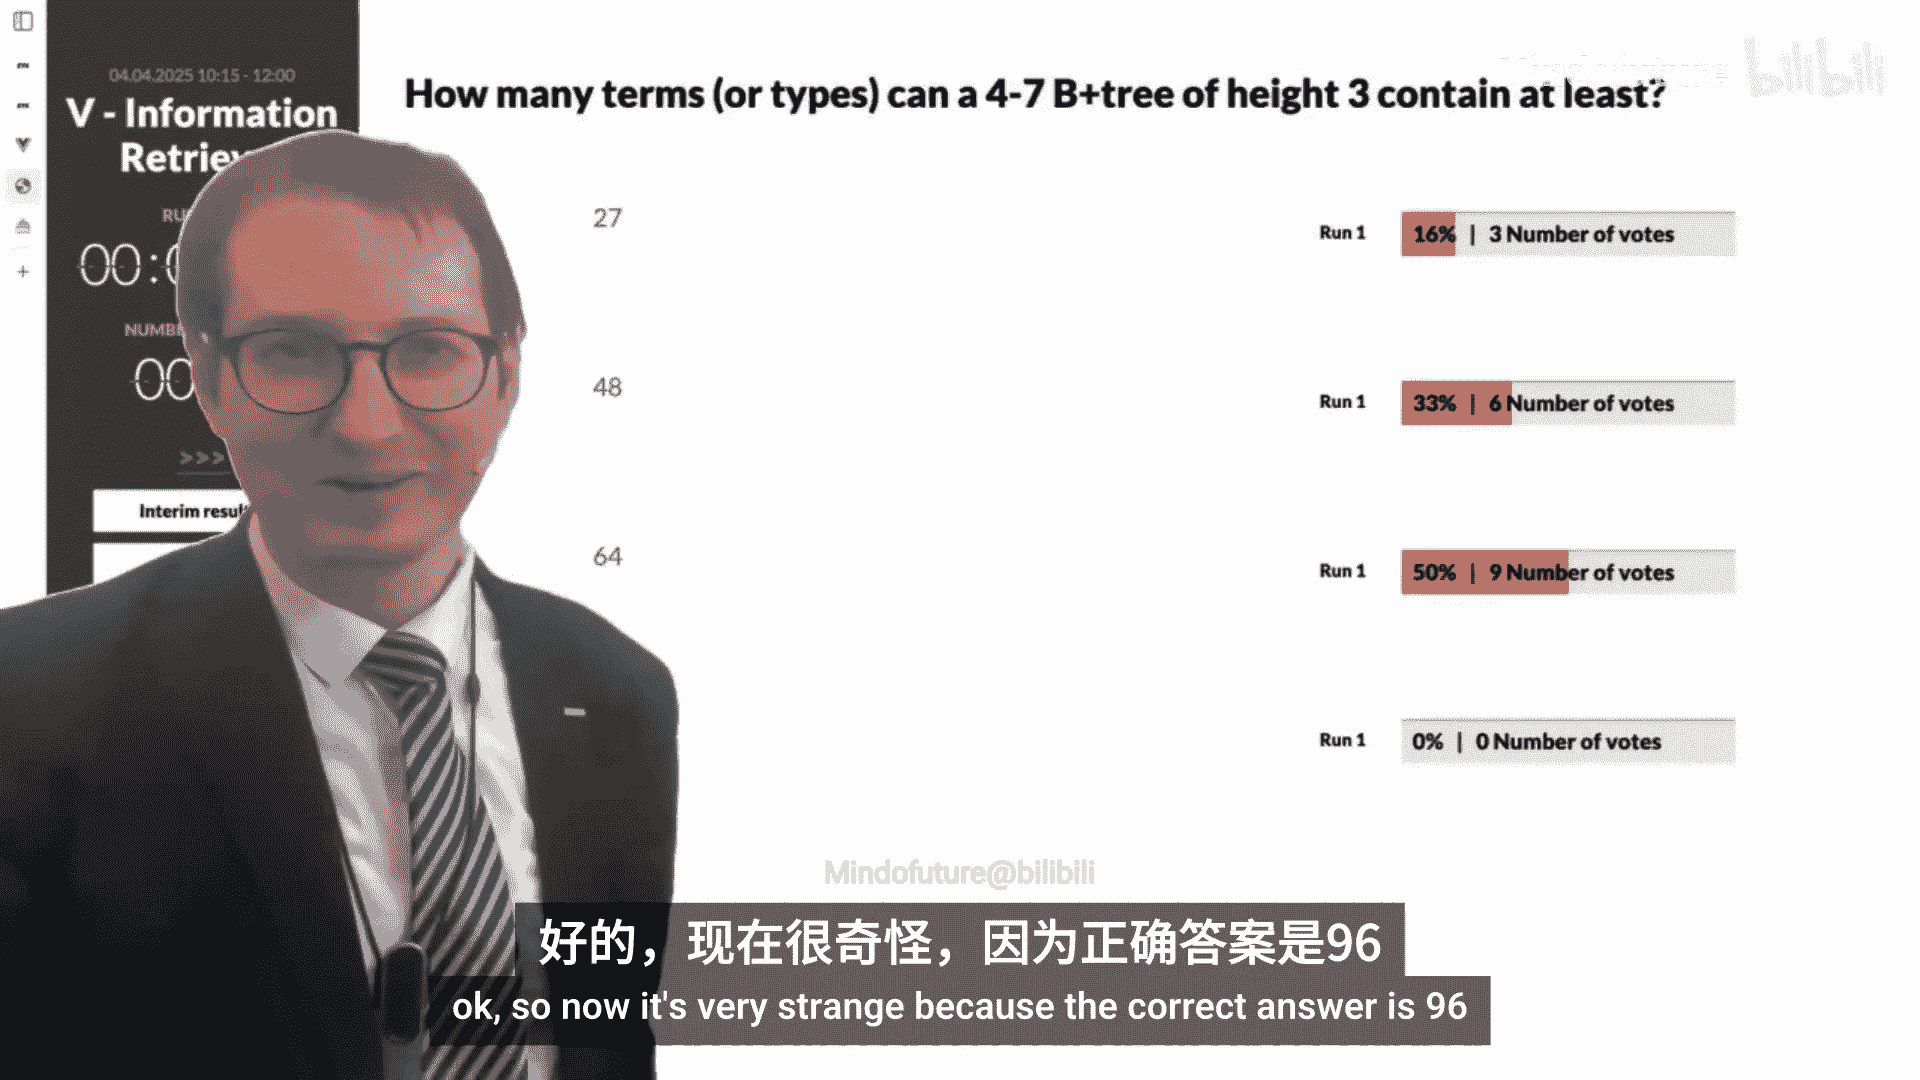 04.04.2025 10:15 - 12:00
V - Information
Retriev
RU
00:0
NUMBE
00
>>>
Interim resul
How many terms (or types) can a 4-7 B+tree of height 3 contain at least?
27
Run 1
16% | 3 Number of votes
48
Run 1
33% | 6 Number of votes
64
Run 1
50% | 9 Number of votes
Run 1
0% | 0 Number of votes
bilibili
Mindofuture@bilibili
好的，现在很奇怪，因为正确答案是96
ok, so now it's very strange because the correct answer is 96